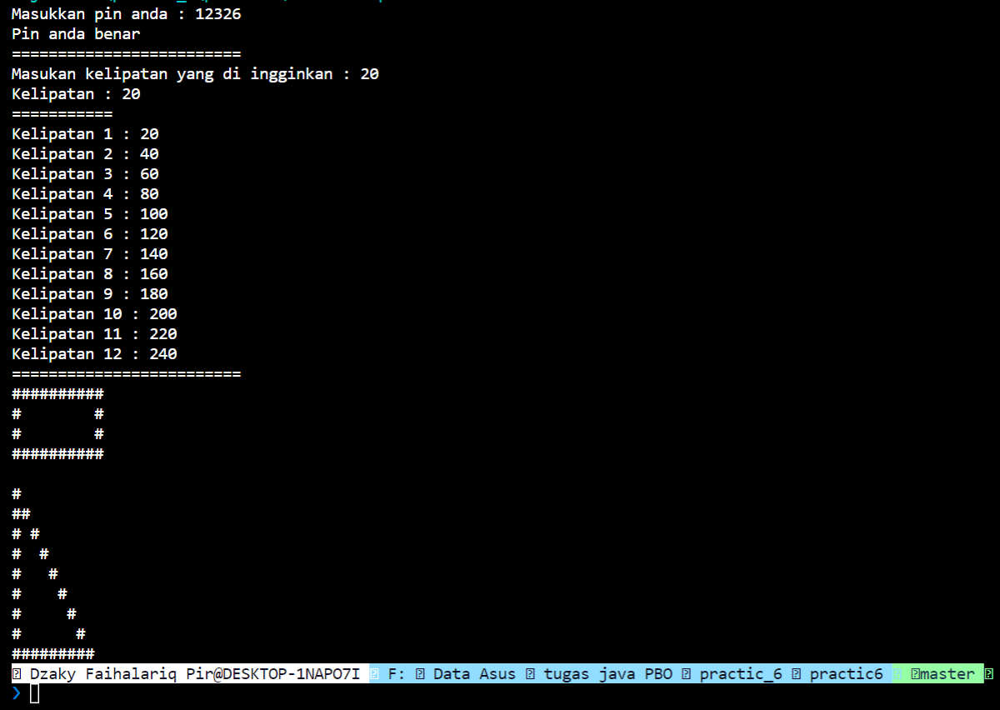 Masukkan pin anda : 12326
Pin anda benar
=========================
Masukan kelipatan yang di ingginkan : 20
Kelipatan : 20
===========
Kelipatan 1 : 20
Kelipatan 2 : 40
Kelipatan 3 : 60
Kelipatan 4 : 80
Kelipatan 5 : 100
Kelipatan 6 : 120
Kelipatan 7 : 140
Kelipatan 8 : 160
Kelipatan 9 : 180
Kelipatan 10 : 200
Kelipatan 11 : 220
Kelipatan 12 : 240
=========================
##########
#        #
#        #
##########

#
##
# #
#  #
#   #
#    #
#     #
#      #
#########
Dzaky Faihalariq Pir@DESKTOP-1NAPO7I F: Data Asus tugas java PBO practic_6 practic6 master
❯